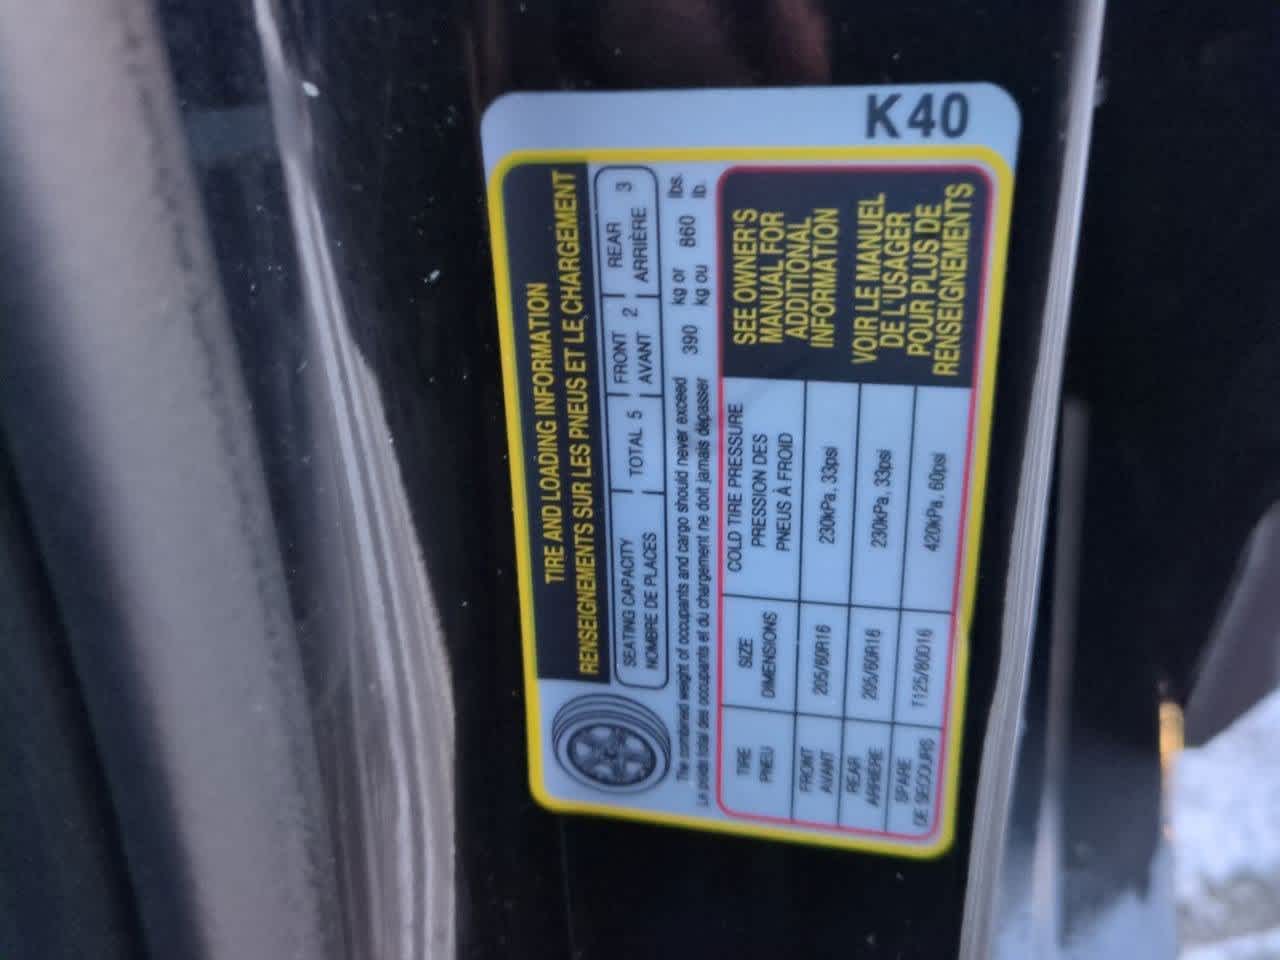 K40
TIRE AND LOADING INFORMATION
RENSEIGNEMENTS SUR LES PNEUS ET LE CHARGEMENT
SEATING CAPACITY TOTAL 5 FRONT 2 REAR 3
NOMBRE DE PLACES AVANT ARRIÈRE
The combined weight of occupants and cargo should never exceed 390 kg or 860 lbs.
Le poids total des occupants et du chargement ne doit jamais dépasser kg ou lb.
TIRE SIZE COLD TIRE PRESSURE
PNEU DIMENSIONS PRESSION DES
PNEUS À FROID
FRONT 205/60R16 230kPa, 33psi
AVANT
REAR 205/60R16 230kPa, 33psi
ARRIÈRE
SPARE T125/80D16 420kPa, 60psi
DE SECOURS
SEE OWNER'S
MANUAL FOR
ADDITIONAL
INFORMATION
VOIR LE MANUEL
DE L'USAGER
POUR PLUS DE
RENSEIGNEMENTS